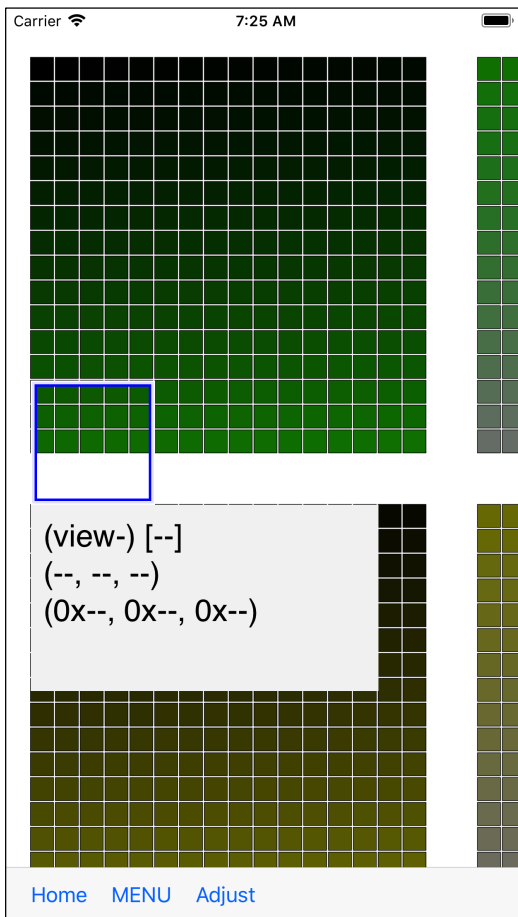 Carrier 7:25 AM
(view-) [--]
(--, --, --)
(0x--, 0x--, 0x--)
Home MENU Adjust